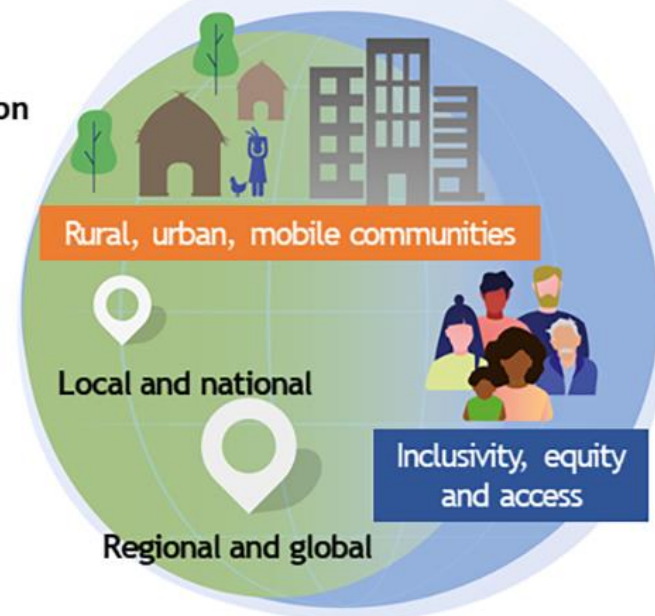 on
Rural, urban, mobile communities
Local and national
Inclusivity, equity
and access
Regional and global